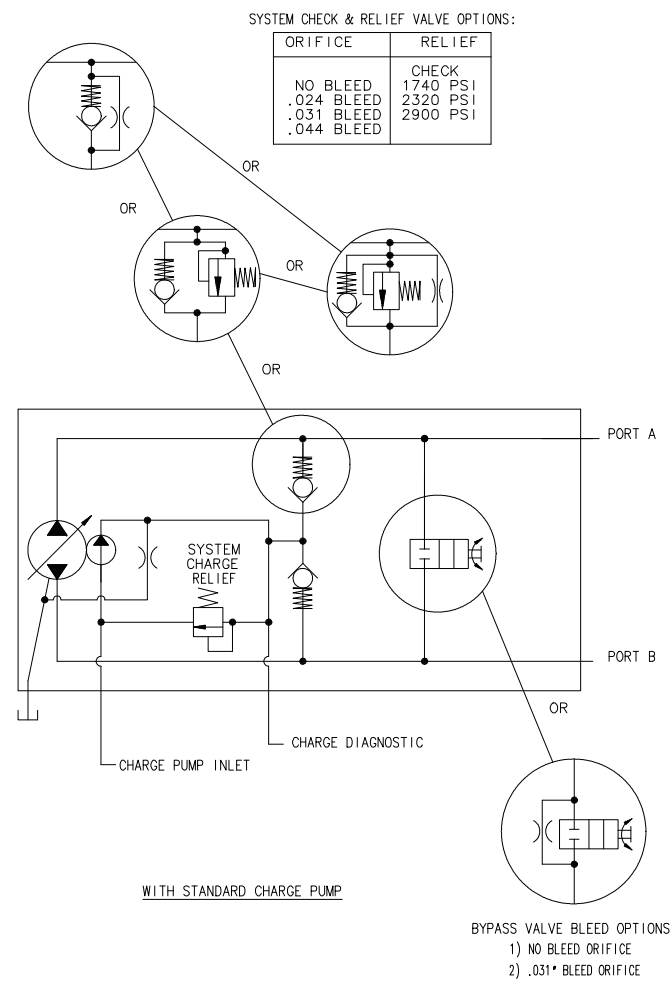 SYSTEM CHECK & RELIEF VALVE OPTIONS:
ORIFICE RELIEF
CHECK
NO BLEED 1740 PSI
.024 BLEED 2320 PSI
.031 BLEED 2900 PSI
.044 BLEED
OR
OR
OR
OR
PORT A
SYSTEM
CHARGE
RELIEF
PORT B
OR
CHARGE DIAGNOSTIC
CHARGE PUMP INLET
WITH STANDARD CHARGE PUMP
BYPASS VALVE BLEED OPTIONS
1) NO BLEED ORIFICE
2) .031" BLEED ORIFICE